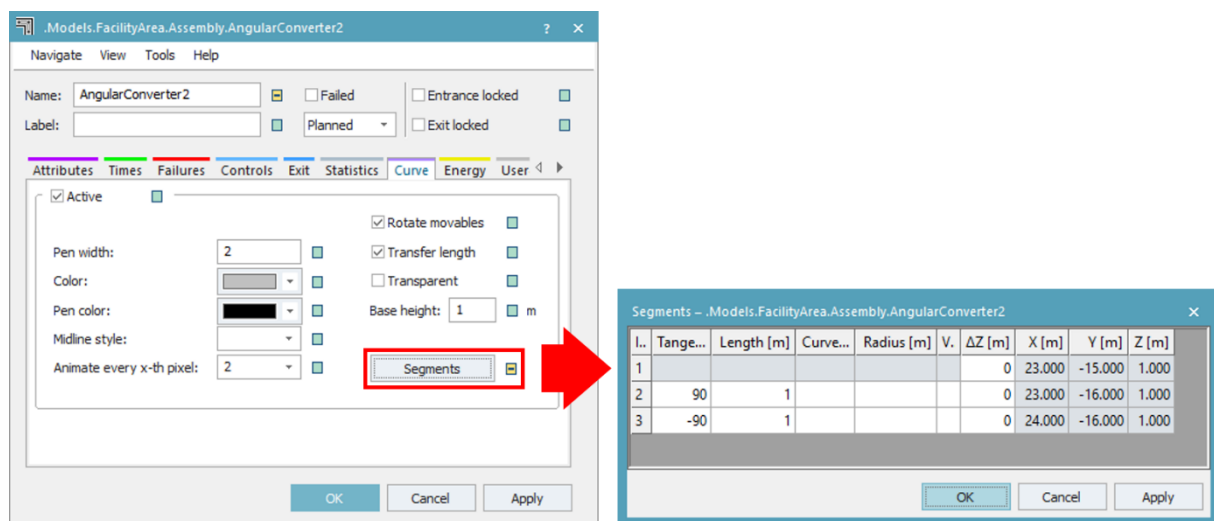 .Models.FacilityArea.Assembly.AngularConverter2 ? ×
Navigate View Tools Help
Name: AngularConverter2 Failed Entrance locked
Label: Planned Exit locked
Attributes Times Failures Controls Exit Statistics Curve Energy User
Active
Rotate movables
Pen width: 2 Transfer length
Color: Transparent
Pen color: Base height: 1 m
Midline style:
Animate every x-th pixel: 2 Segments
OK Cancel Apply
Segments – .Models.FacilityArea.Assembly.AngularConverter2 ×
I.. Tange... Length [m] Curve... Radius [m] V. ΔZ [m] X [m] Y [m] Z [m]
1 0 23.000 -15.000 1.000
2 90 1 0 23.000 -16.000 1.000
3 -90 1 0 24.000 -16.000 1.000
OK Cancel Apply